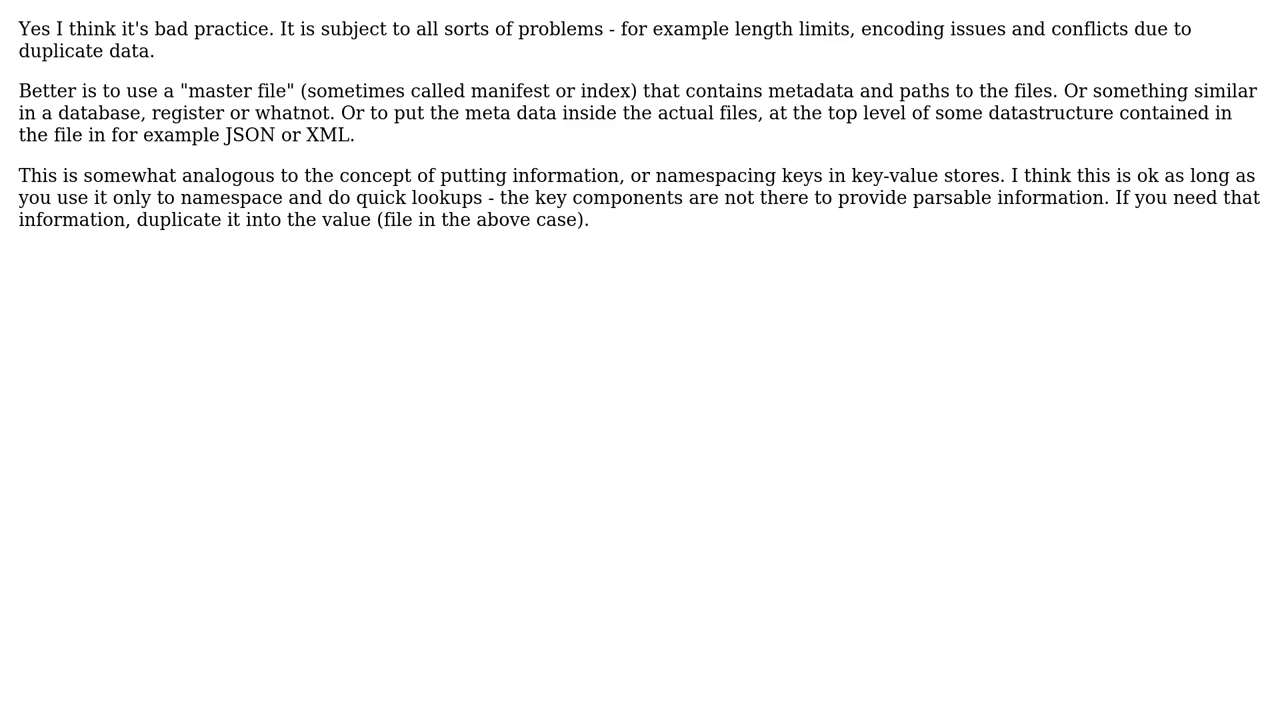 Yes I think it's bad practice. It is subject to all sorts of problems - for example length limits, encoding issues and conflicts due to
duplicate data.
Better is to use a "master file" (sometimes called manifest or index) that contains metadata and paths to the files. Or something similar
in a database, register or whatnot. Or to put the meta data inside the actual files, at the top level of some datastructure contained in
the file in for example JSON or XML.
This is somewhat analogous to the concept of putting information, or namespacing keys in key-value stores. I think this is ok as long as
you use it only to namespace and do quick lookups - the key components are not there to provide parsable information. If you need that
information, duplicate it into the value (file in the above case).